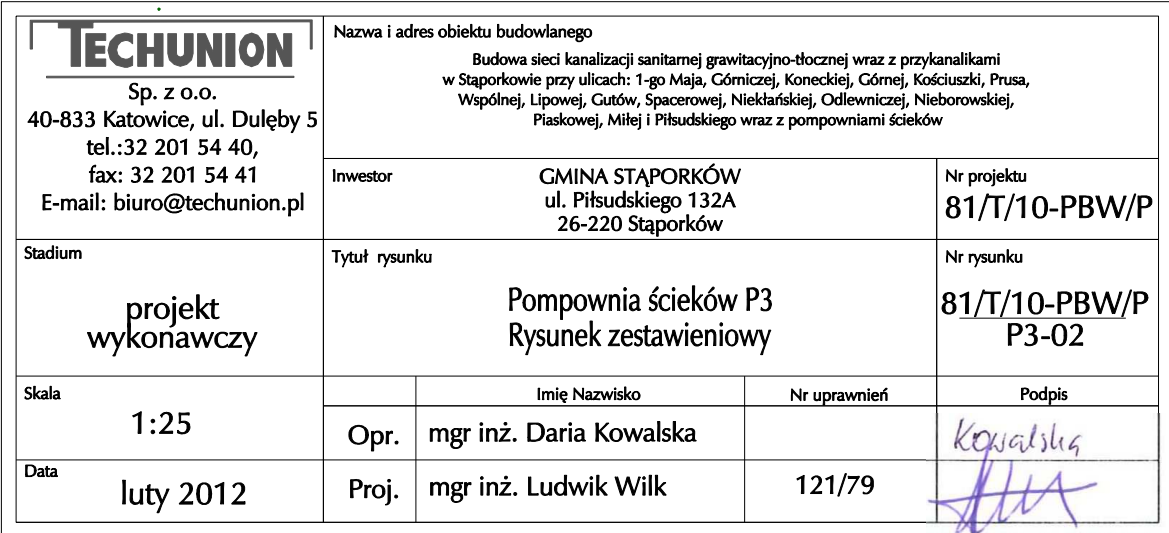 TECHUNION
Sp. z o.o.
40-833 Katowice, ul. Dulęby 5
tel.:32 201 54 40,
fax: 32 201 54 41
E-mail: biuro@techunion.pl
Nazwa i adres obiektu budowlanego
Budowa sieci kanalizacji sanitarnej grawitacyjno-tłocznej wraz z przykanalikami
w Stąporkowie przy ulicach: 1-go Maja, Górniczej, Koneckiej, Górnej, Kościuszki, Prusa,
Wspólnej, Lipowej, Gutów, Spacerowej, Niekłańskiej, Odlewniczej, Nieborowskiej,
Piaskowej, Miłej i Piłsudskiego wraz z pompowniami ścieków
Inwestor
GMINA STĄPORKÓW
ul. Piłsudskiego 132A
26-220 Stąporków
Nr projektu
81/T/10-PBW/P
Stadium
projekt
wykonawczy
Tytuł rysunku
Pompownia ścieków P3
Rysunek zestawieniowy
Nr rysunku
81/T/10-PBW/P
P3-02
Skala
1:25
Imię Nazwisko
Nr uprawnień
Podpis
Opr.
mgr inż. Daria Kowalska
Kowalska
Data
luty 2012
Proj.
mgr inż. Ludwik Wilk
121/79